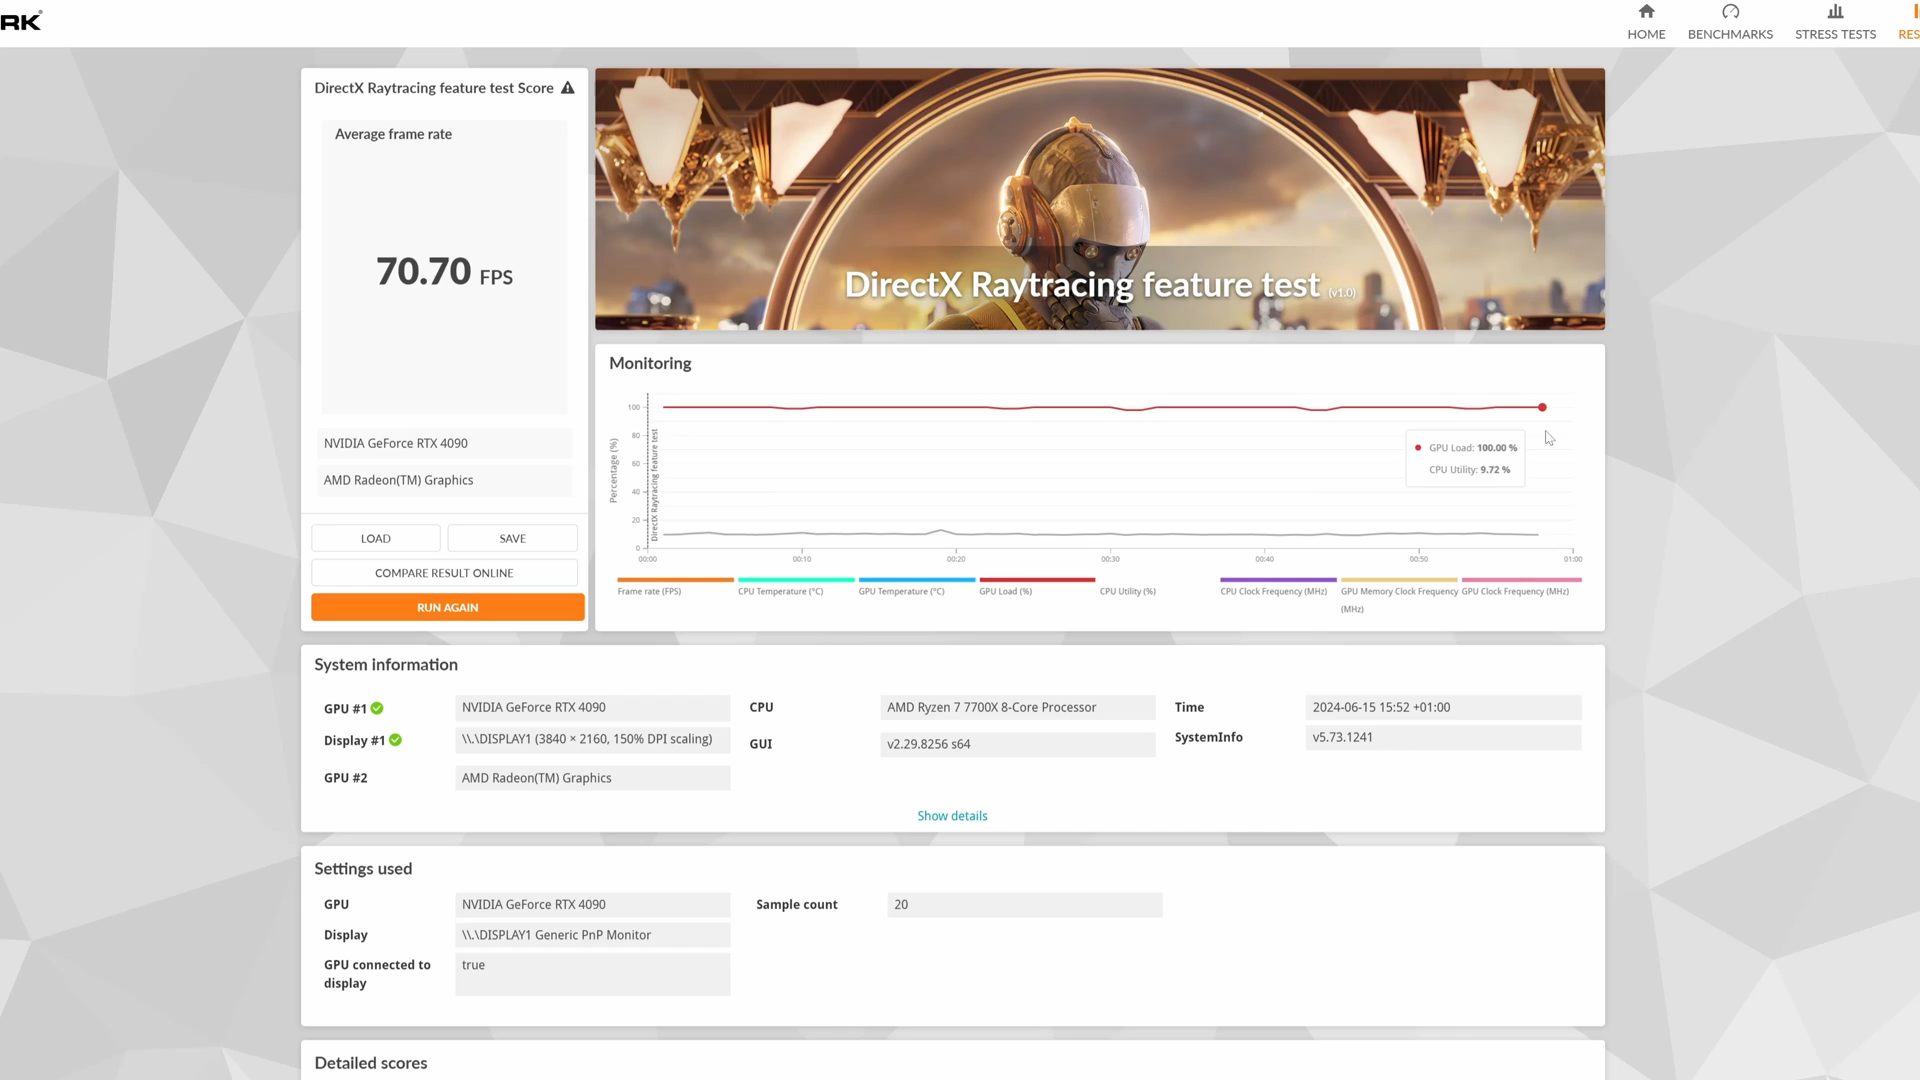 RK
HOME
BENCHMARKS
STRESS TESTS
RES
DirectX Raytracing feature test Score
Average frame rate
70.70 FPS
NVIDIA GeForce RTX 4090
AMD Radeon(TM) Graphics
LOAD
SAVE
COMPARE RESULT ONLINE
RUN AGAIN
DirectX Raytracing feature test (v1.0)
Monitoring
Percentage (%)
100
80
60
40
20
0
DirectX Raytracing feature test
GPU Load: 100.00 %
CPU Utility: 9.72 %
00:00
00:10
00:20
00:30
00:40
00:50
01:00
Frame rate (FPS)
CPU Temperature (°C)
GPU Temperature (°C)
GPU Load (%)
CPU Utility (%)
CPU Clock Frequency (MHz)
GPU Memory Clock Frequency
(MHz)
GPU Clock Frequency (MHz)
System information
GPU #1
NVIDIA GeForce RTX 4090
Display #1
\\.\DISPLAY1 (3840 × 2160, 150% DPI scaling)
GPU #2
AMD Radeon(TM) Graphics
CPU
AMD Ryzen 7 7700X 8-Core Processor
GUI
v2.29.8256 s64
Time
2024-06-15 15:52 +01:00
SystemInfo
v5.73.1241
Show details
Settings used
GPU
NVIDIA GeForce RTX 4090
Display
\\.\DISPLAY1 Generic PnP Monitor
GPU connected to
display
true
Sample count
20
Detailed scores